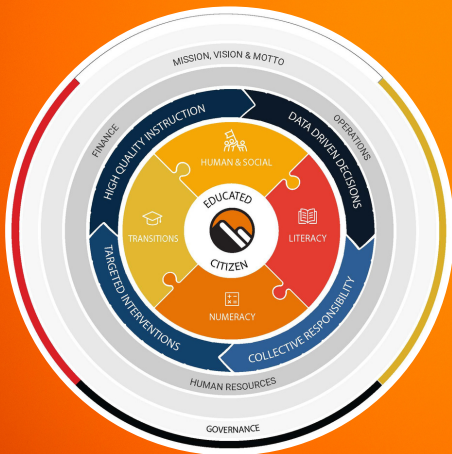 MISSION, VISION & MOTTO
FINANCE
OPERATIONS
HIGH QUALITY INSTRUCTION
DATA DRIVEN DECISIONS
HUMAN & SOCIAL
EDUCATED
CITIZEN
TRANSITIONS
LITERACY
NUMERACY
TARGETED INTERVENTIONS
COLLECTIVE RESPONSIBILITY
HUMAN RESOURCES
GOVERNANCE